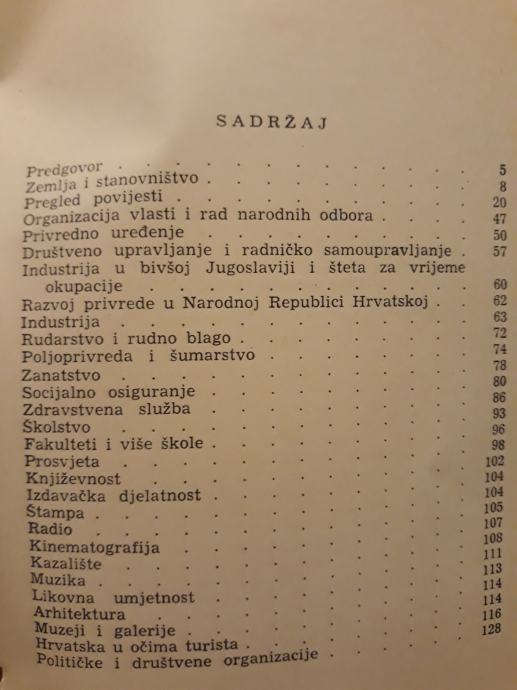 SADRŽAJ
Predgovor . . . . . . . . . . 5
Zemlja i stanovništvo . . . . . . . . 8
Pregled povijesti . . . . . . . . . 20
Organizacija vlasti i rad narodnih odbora . . . . 47
Privredno uređenje . . . . . . . . . 50
Društveno upravljanje i radničko samoupravljanje . 57
Industrija u bivšoj Jugoslaviji i šteta za vrijeme
okupacije . . . . . . . . . . 60
Razvoj privrede u Narodnoj Republici Hrvatskoj . . 62
Industrija . . . . . . . . . . 63
Rudarstvo i rudno blago . . . . . . . 72
Poljoprivreda i šumarstvo . . . . . . . 74
Zanatstvo . . . . . . . . . . 78
Socijalno osiguranje . . . . . . . . 80
Zdravstvena služba . . . . . . . . 86
Školstvo . . . . . . . . . . 93
Fakulteti i više škole . . . . . . . . 96
Prosvjeta . . . . . . . . . . 98
Književnost . . . . . . . . . . 102
Izdavačka djelatnost . . . . . . . . 104
Štampa . . . . . . . . . . . 104
Radio . . . . . . . . . . . 105
Kinematografija . . . . . . . . . 107
Kazalište . . . . . . . . . . 108
Muzika . . . . . . . . . . . 111
Likovna umjetnost . . . . . . . . 113
Arhitektura . . . . . . . . . . 114
Muzeji i galerije . . . . . . . . . 114
Hrvatska u očima turista . . . . . . . 116
Političke i društvene organizacije . . . . . 128